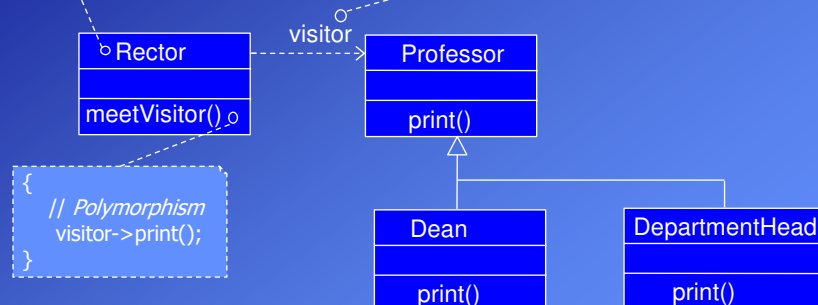 visitor
Rector
Professor
meetVisitor()
print()
{
// Polymorphism
visitor->print();
}
Dean
DepartmentHead
print()
print()